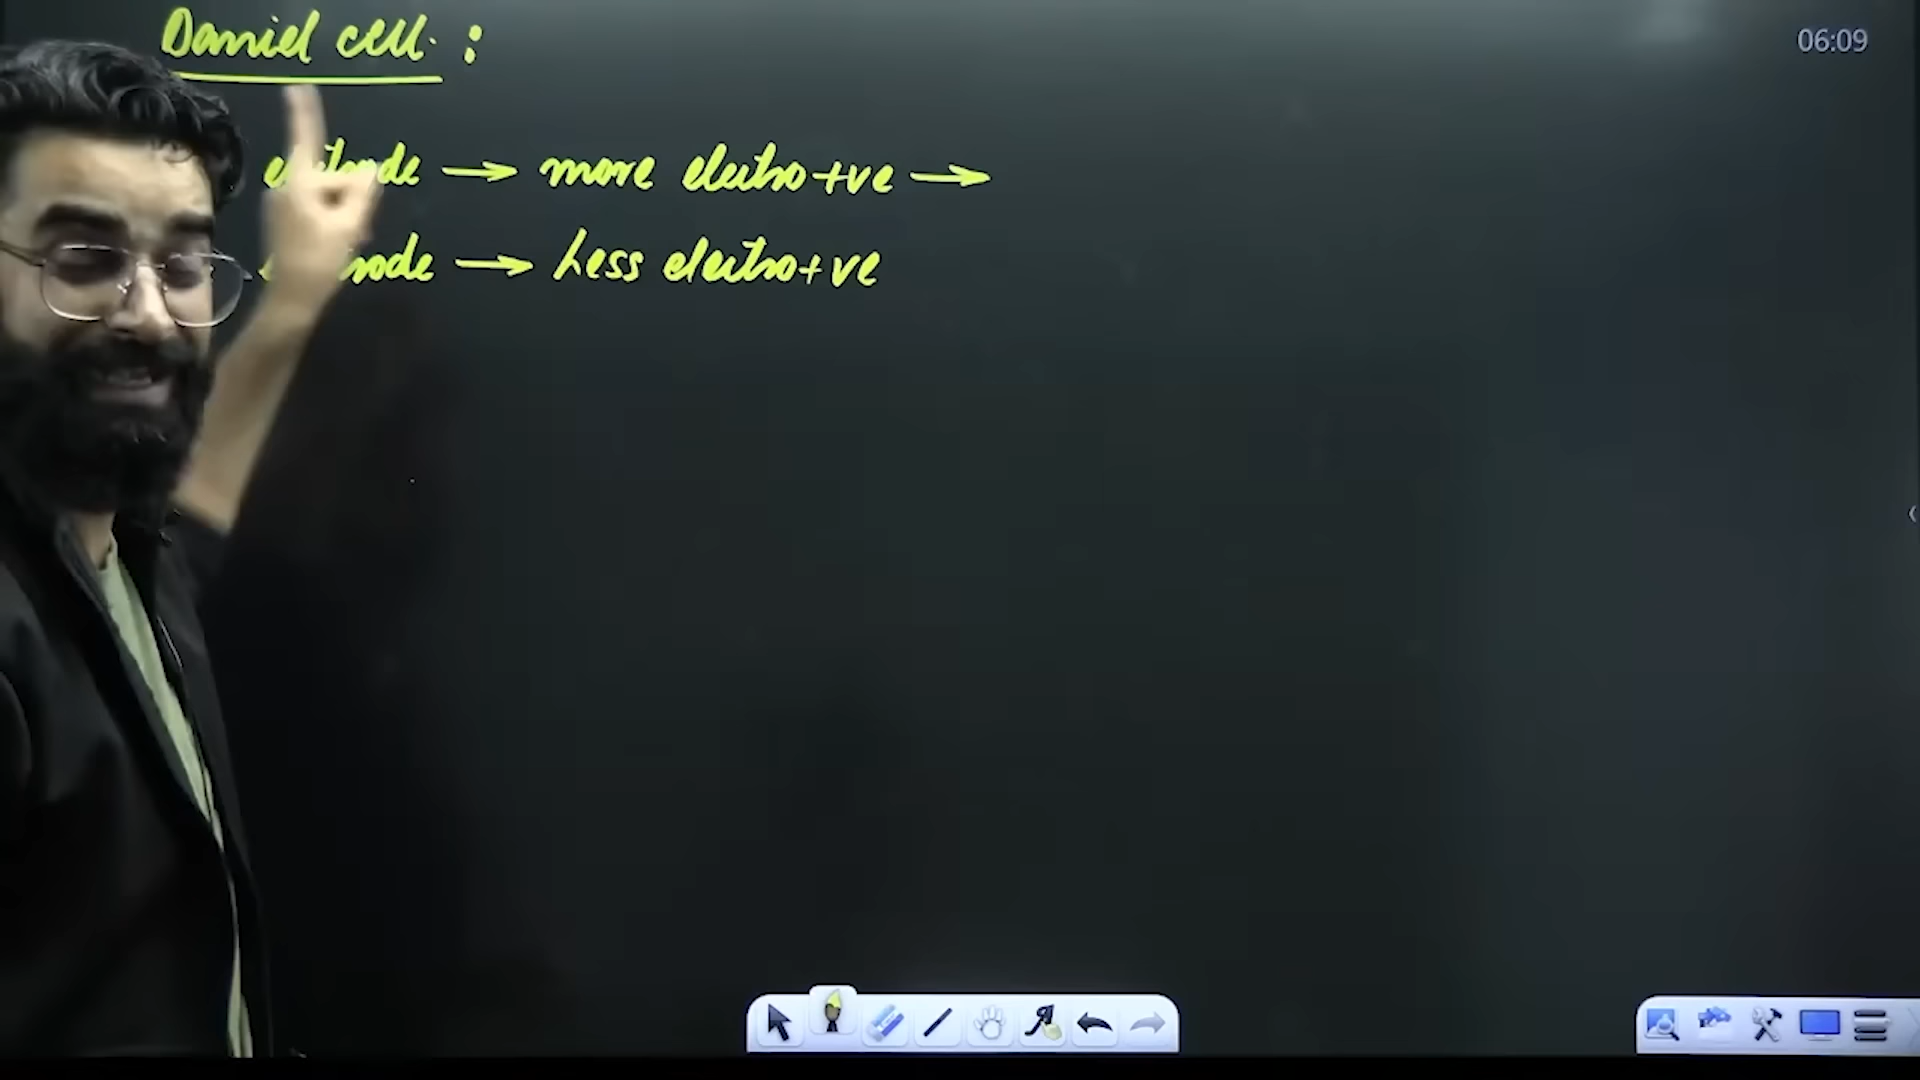 Daniel cell :
06:09
→ more electro+ve →
→ Less electro+ve